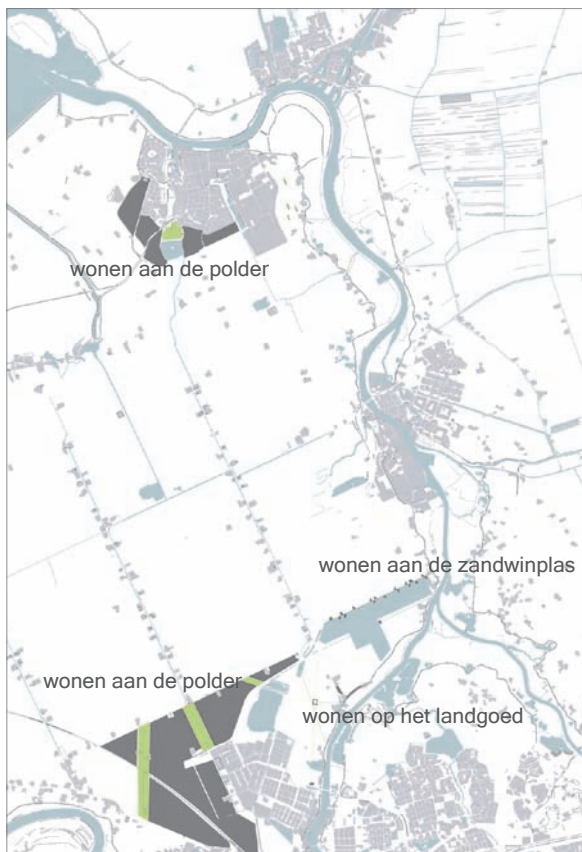 wonen aan de polder
wonen aan de zandwinplas
wonen aan de polder
wonen op het landgoed